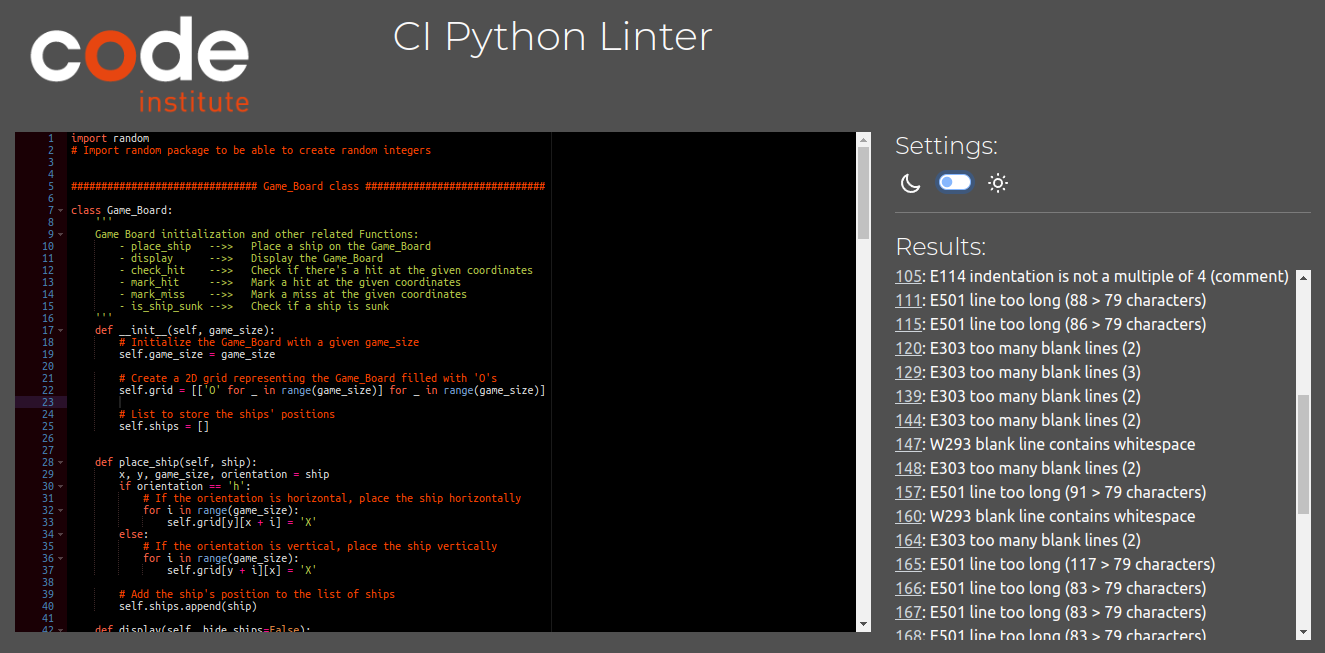 code
institute
CI Python Linter
1 import random
2 # Import random package to be able to create random integers
3
4
5 ############################### Game_Board class ##############################
6
7 class Game_Board:
8     '''
9     Game Board initialization and other related Functions:
10         - place_ship   -->>   Place a ship on the Game_Board
11         - display      -->>   Display the Game_Board
12         - check_hit    -->>   Check if there's a hit at the given coordinates
13         - mark_hit     -->>   Mark a hit at the given coordinates
14         - mark_miss    -->>   Mark a miss at the given coordinates
15         - is_ship_sunk -->>   Check if a ship is sunk
16     '''
17     def __init__(self, game_size):
18         # Initialize the Game_Board with a given game_size
19         self.game_size = game_size
20
21         # Create a 2D grid representing the Game_Board filled with 'O's
22         self.grid = [['O' for _ in range(game_size)] for _ in range(game_size)]
23
24         # List to store the ships' positions
25         self.ships = []
26
27
28     def place_ship(self, ship):
29         x, y, game_size, orientation = ship
30         if orientation == 'h':
31             # If the orientation is horizontal, place the ship horizontally
32             for i in range(game_size):
33                 self.grid[y][x + i] = 'X'
34         else:
35             # If the orientation is vertical, place the ship vertically
36             for i in range(game_size):
37                 self.grid[y + i][x] = 'X'
38
39         # Add the ship's position to the list of ships
40         self.ships.append(ship)
41
42     def display(self, hide_ships=False):
Settings:
Results:
105: E114 indentation is not a multiple of 4 (comment)
111: E501 line too long (88 > 79 characters)
115: E501 line too long (86 > 79 characters)
120: E303 too many blank lines (2)
129: E303 too many blank lines (3)
139: E303 too many blank lines (2)
144: E303 too many blank lines (2)
147: W293 blank line contains whitespace
148: E303 too many blank lines (2)
157: E501 line too long (91 > 79 characters)
160: W293 blank line contains whitespace
164: E303 too many blank lines (2)
165: E501 line too long (117 > 79 characters)
166: E501 line too long (83 > 79 characters)
167: E501 line too long (83 > 79 characters)
168: E501 line too long (83 > 79 characters)